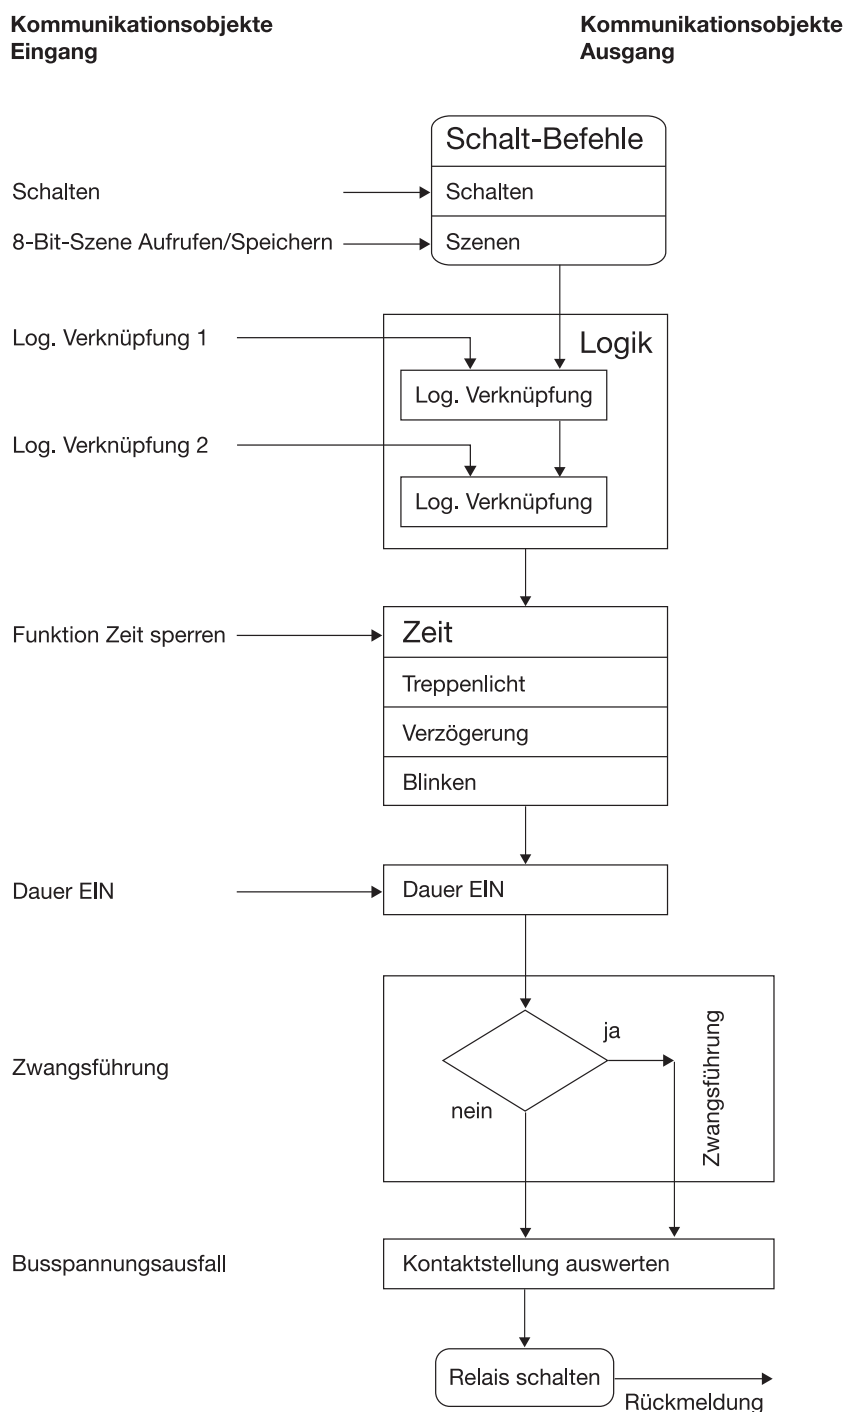 Kommunikationsobjekte
Eingang
Kommunikationsobjekte
Ausgang
Schalt-Befehle
Schalten
Schalten
8-Bit-Szene Aufrufen/Speichern
Szenen
Log. Verknüpfung 1
Logik
Log. Verknüpfung
Log. Verknüpfung 2
Log. Verknüpfung
Funktion Zeit sperren
Zeit
Treppenlicht
Verzögerung
Blinken
Dauer EIN
Dauer EIN
Zwangsführung
ja
nein
Zwangsführung
Busspannungsausfall
Kontaktstellung auswerten
Relais schalten
Rückmeldung